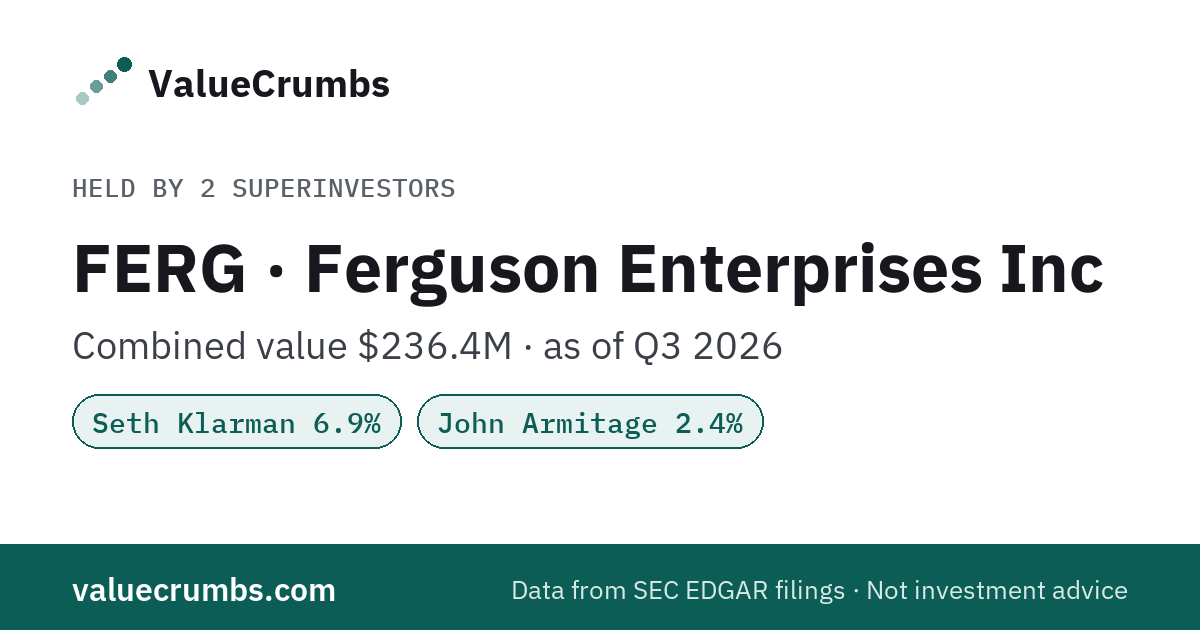 ValueCrumbs
HELD BY 2 SUPERINVESTORS
FERG · Ferguson Enterprises Inc
Combined value $236.4M · as of Q3 2026
Seth Klarman 6.9% John Armitage 2.4%
valuecrumbs.com Data from SEC EDGAR filings · Not investment advice